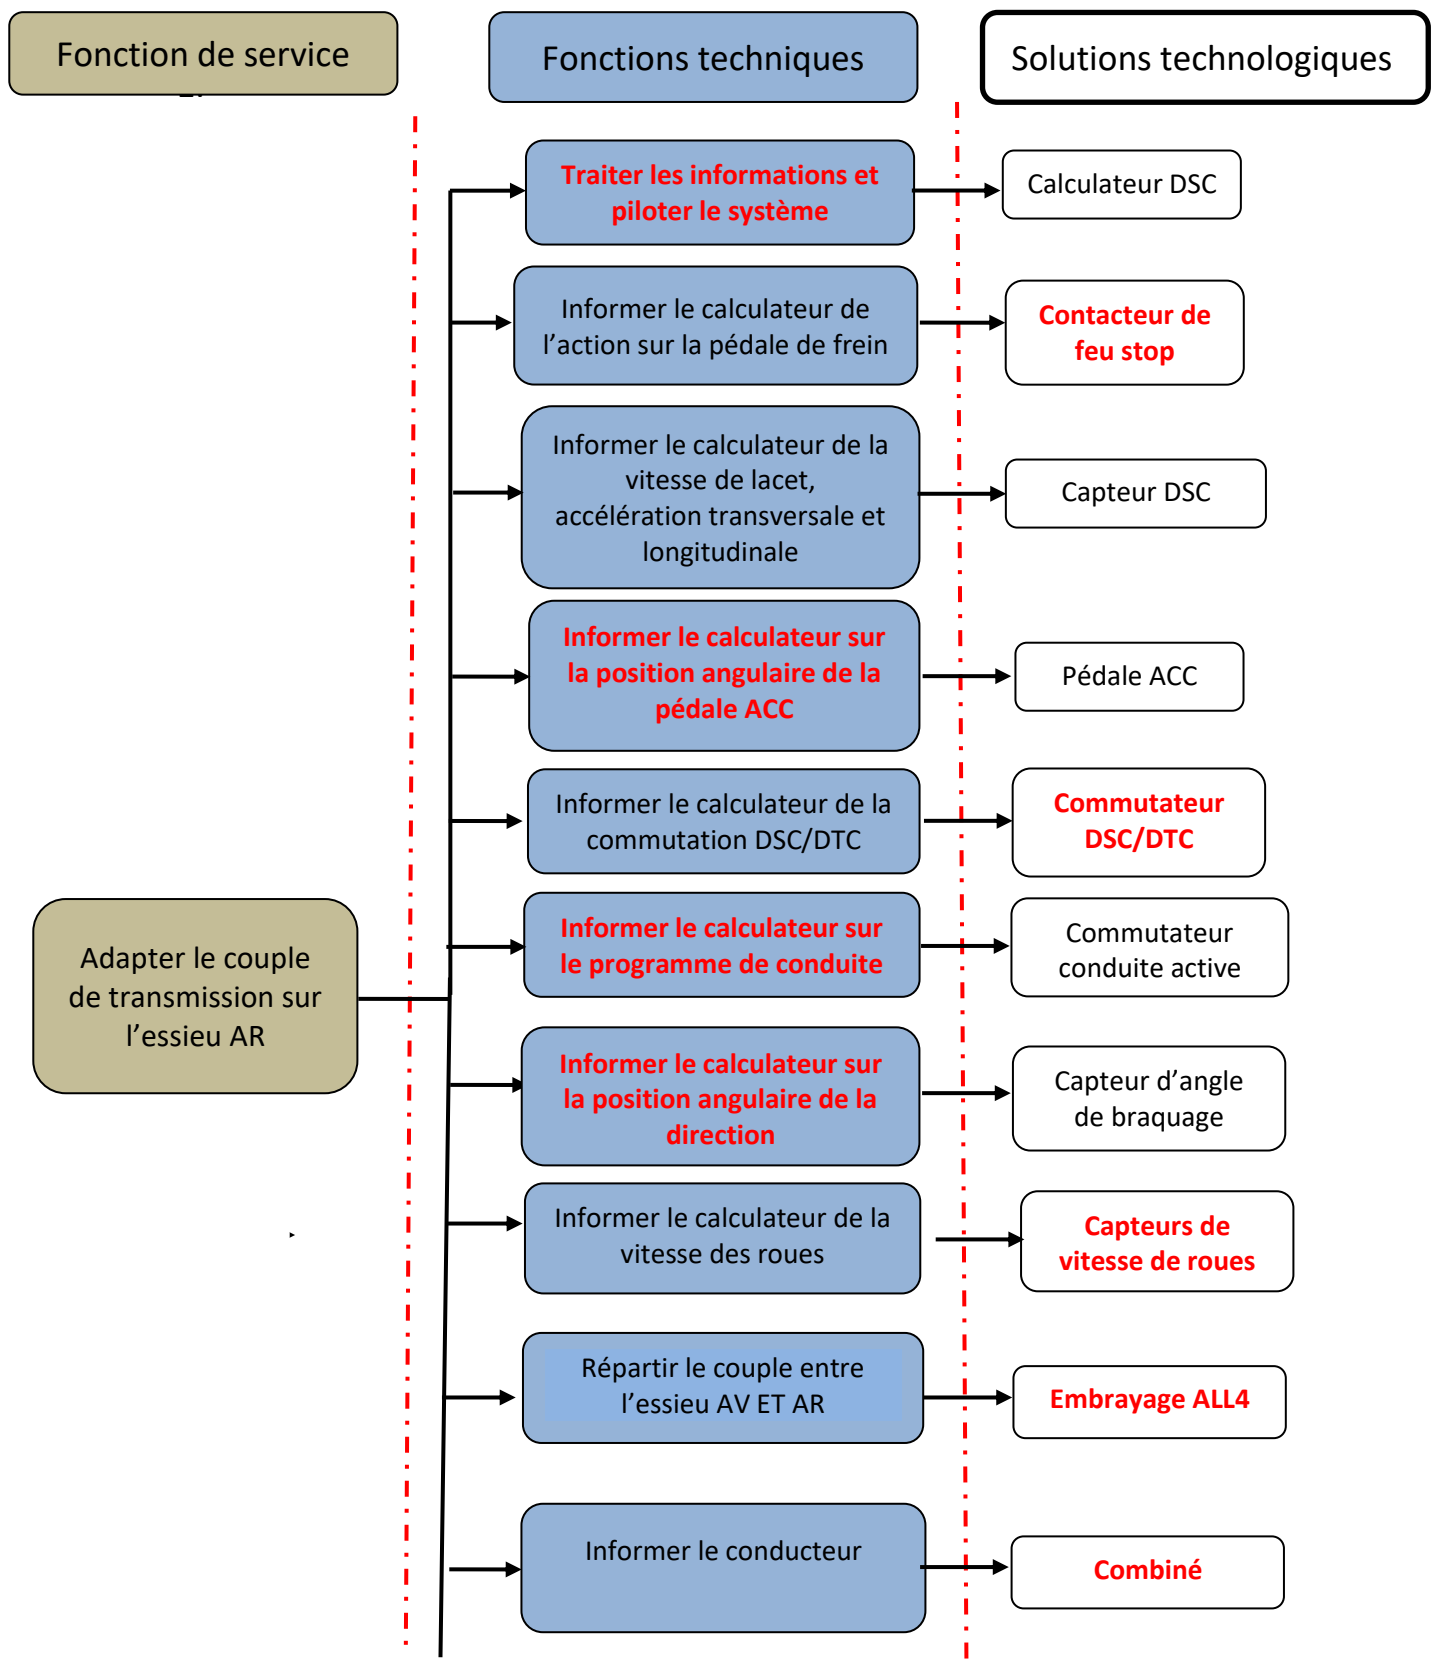 Fonction de service
Fonctions techniques
Solutions technologiques
Traiter les informations et
piloter le système
Calculateur DSC
Informer le calculateur de
l’action sur la pédale de frein
Contacteur de
feu stop
Informer le calculateur de la
vitesse de lacet,
accélération transversale et
longitudinale
Capteur DSC
Informer le calculateur sur
la position angulaire de la
pédale ACC
Pédale ACC
Informer le calculateur de la
commutation DSC/DTC
Commutateur
DSC/DTC
Informer le calculateur sur
le programme de conduite
Commutateur
conduite active
Adapter le couple
de transmission sur
l’essieu AR
Informer le calculateur sur
la position angulaire de la
direction
Capteur d’angle
de braquage
Informer le calculateur de la
vitesse des roues
Capteurs de
vitesse de roues
Répartir le couple entre
l’essieu AV ET AR
Embrayage ALL4
Informer le conducteur
Combiné